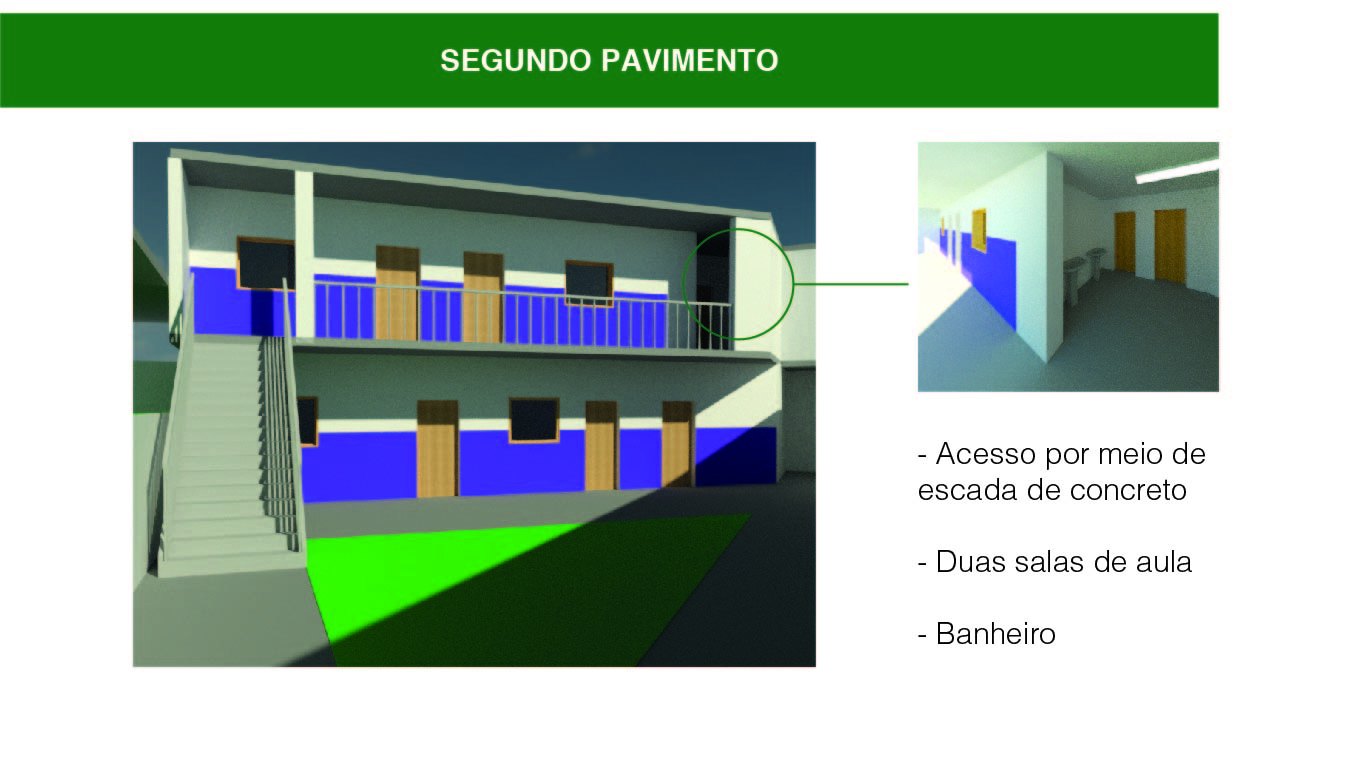 SEGUNDO PAVIMENTO
- Acesso por meio de
escada de concreto
- Duas salas de aula
- Banheiro